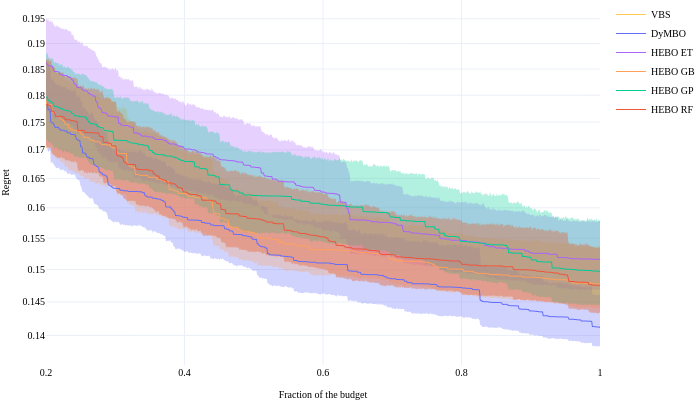 0.195
0.19
0.185
0.18
0.175
0.17
0.165
0.16
0.155
0.15
0.145
0.14
Regret
0.2
0.4
0.6
0.8
1
Fraction of the budget
VBS
DyMBO
HEBO ET
HEBO GB
HEBO GP
HEBO RF